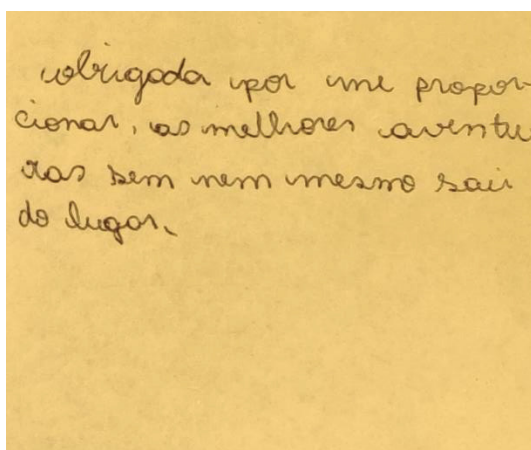 obrigada por me propor-
cionar, as melhores aventu
ras sem nem mesmo sair
do lugar.